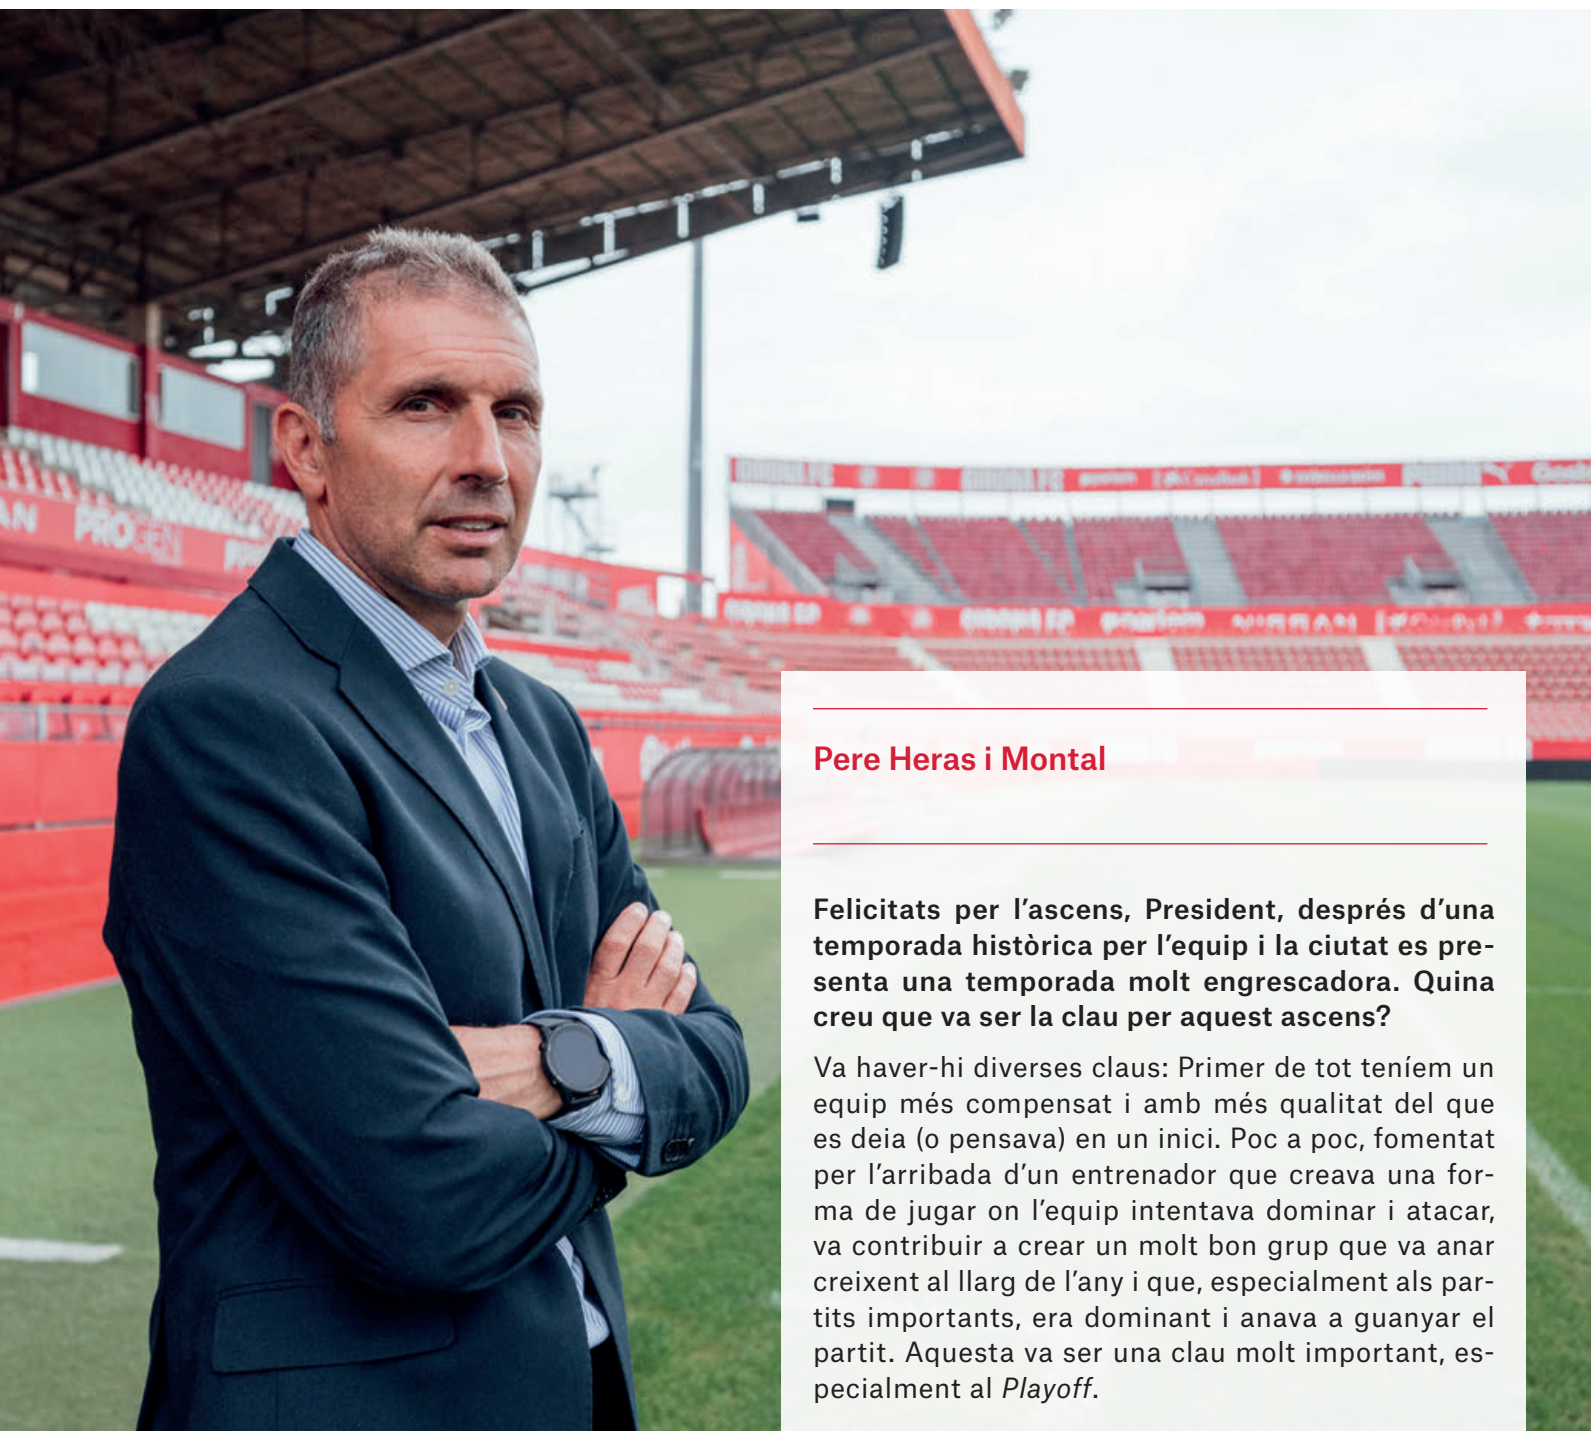 PROGEN
GIRONA FC
GIRONA FC
Pere Heras i Montal
Felicitats per l'ascens, President, després d'una
temporada històrica per l'equip i la ciutat es pre-
senta una temporada molt engrescadora. Quina
creu que va ser la clau per aquest ascens?
Va haver-hi diverses claus: Primer de tot teníem un
equip més compensat i amb més qualitat del que
es deia (o pensava) en un inici. Poc a poc, fomentat
per l'arribada d'un entrenador que creava una for-
ma de jugar on l'equip intentava dominar i atacar,
va contribuir a crear un molt bon grup que va anar
creixent al llarg de l'any i que, especialment als par-
tits importants, era dominant i anava a guanyar el
partit. Aquesta va ser una clau molt important, es-
pecialment al Playoff.